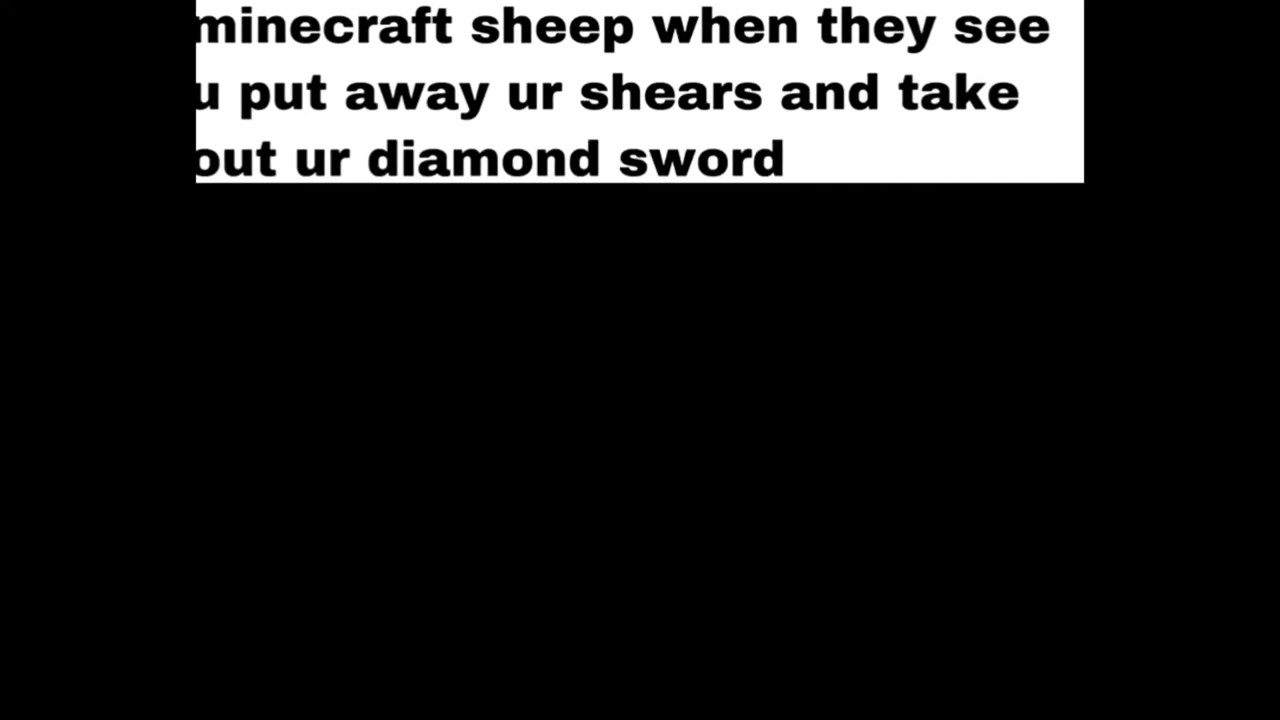 minecraft sheep when they see
u put away ur shears and take
out ur diamond sword